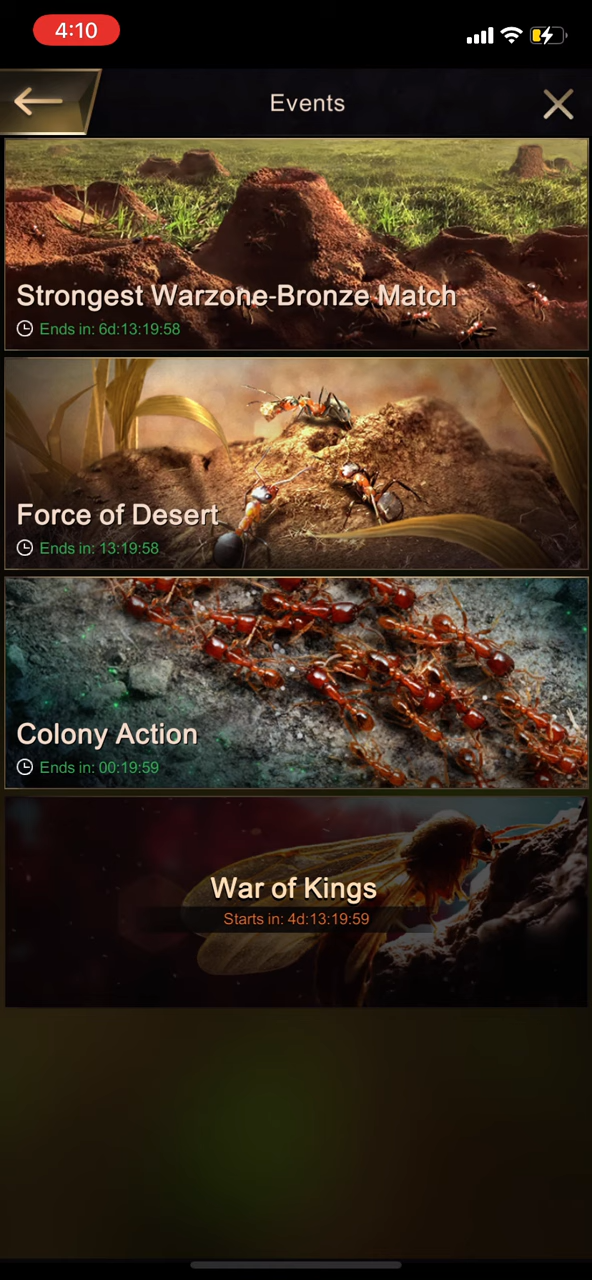 4:10
Events
Strongest Warzone-Bronze Match
Ends in: 6d:13:19:58
Force of Desert
Ends in: 13:19:58
Colony Action
Ends in: 00:19:59
War of Kings
Starts in: 4d:13:19:59